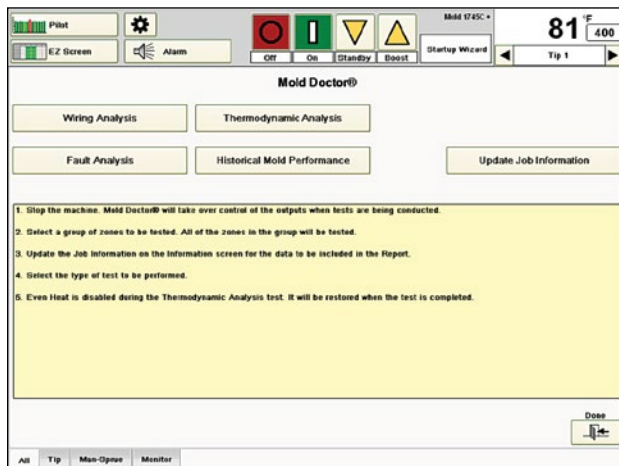 Pilot
EZ Screen
Alarm
Off
On
Standby
Boost
Mold 1745C
Startup Wizard
81 °F
400
Tip 1
Mold Doctor®
Wiring Analysis
Thermodynamic Analysis
Fault Analysis
Historical Mold Performance
Update Job Information
1. Stop the machine. Mold Doctor® will take over control of the outputs when tests are being conducted.
2. Select a group of zones to be tested. All of the zones in the group will be tested.
3. Update the Job Information on the Information screen for the data to be included in the Report.
4. Select the type of test to be performed.
5. Even Heat is disabled during the Thermodynamic Analysis test. It will be restored when the test is completed.
Done
All
Tip
Monitor